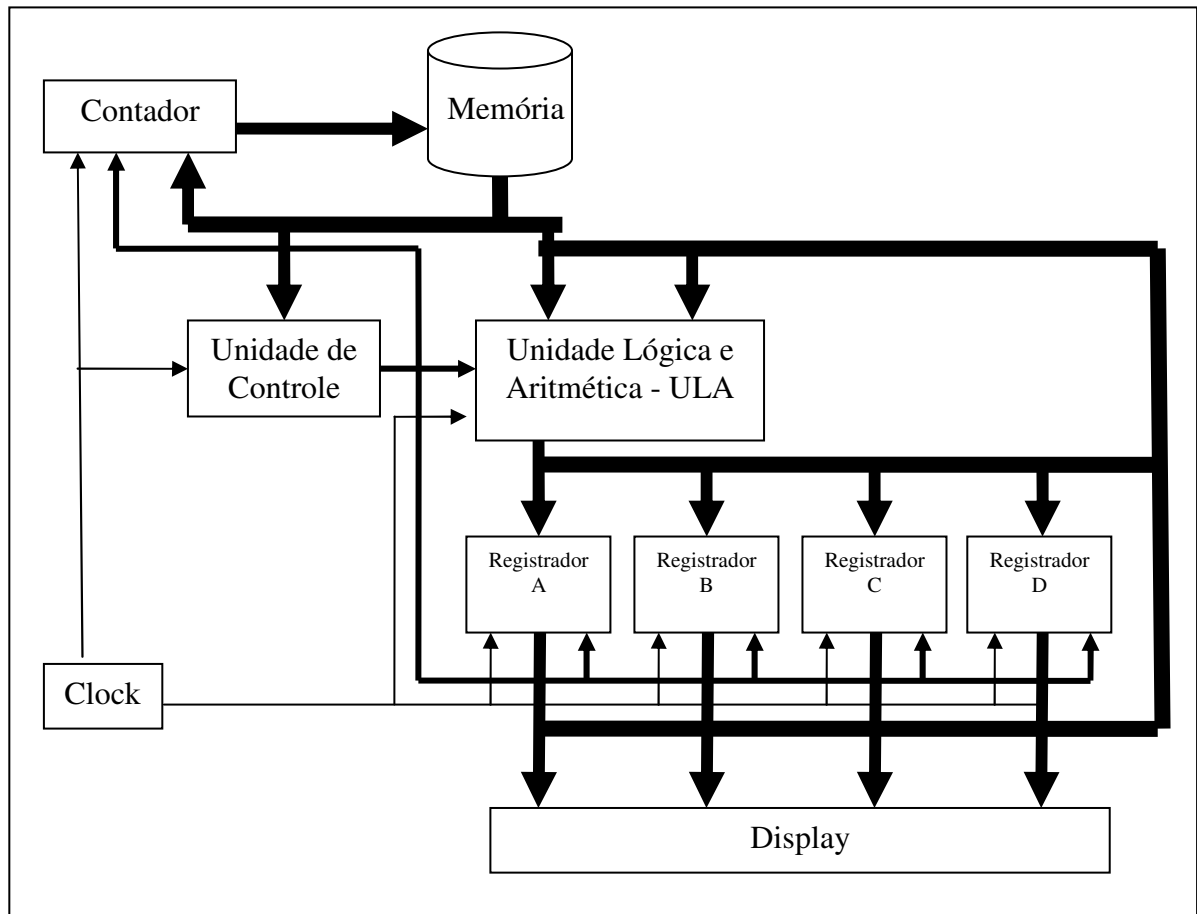 Contador
Memória
Unidade de
Controle
Unidade Lógica e
Aritmética - ULA
Registrador
A
Registrador
B
Registrador
C
Registrador
D
Clock
Display